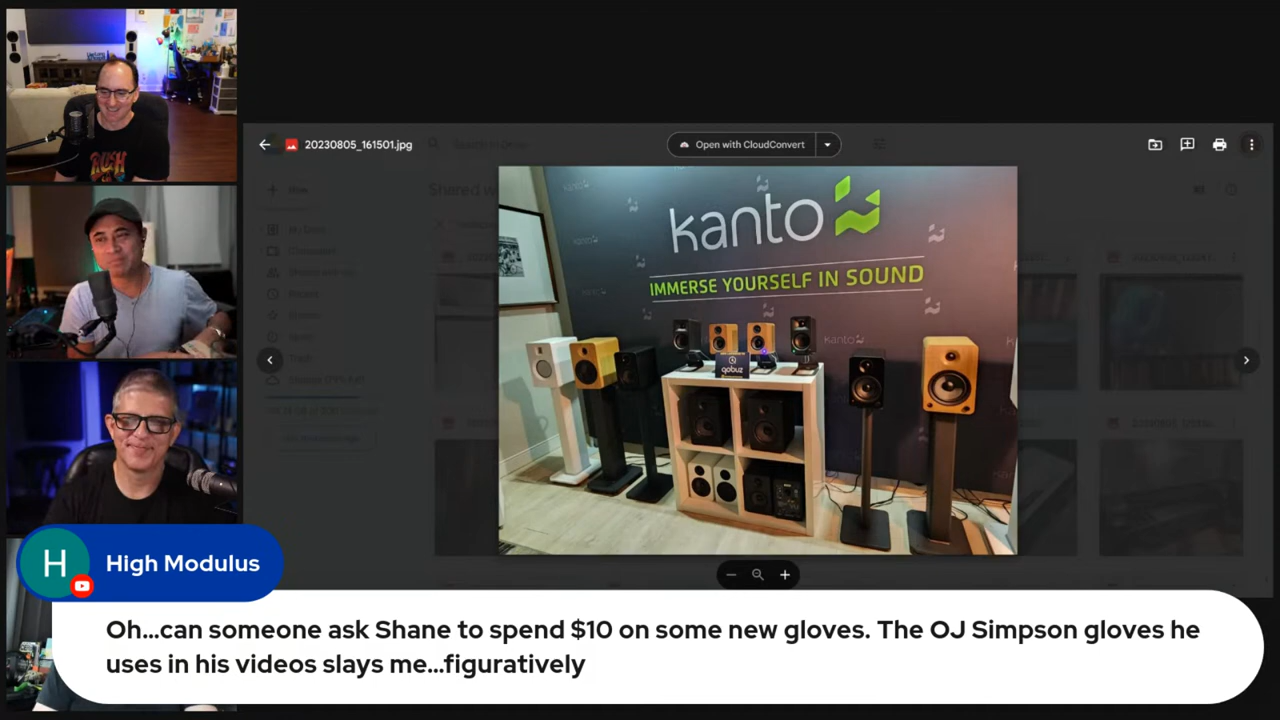 RUSH
20230805_161501.jpg
Open with CloudConvert
Shared w
kanto
IMMERSE YOURSELF IN SOUND
kanto
qobuz
H
High Modulus
Oh...can someone ask Shane to spend $10 on some new gloves. The OJ Simpson gloves he
uses in his videos slays me...figuratively